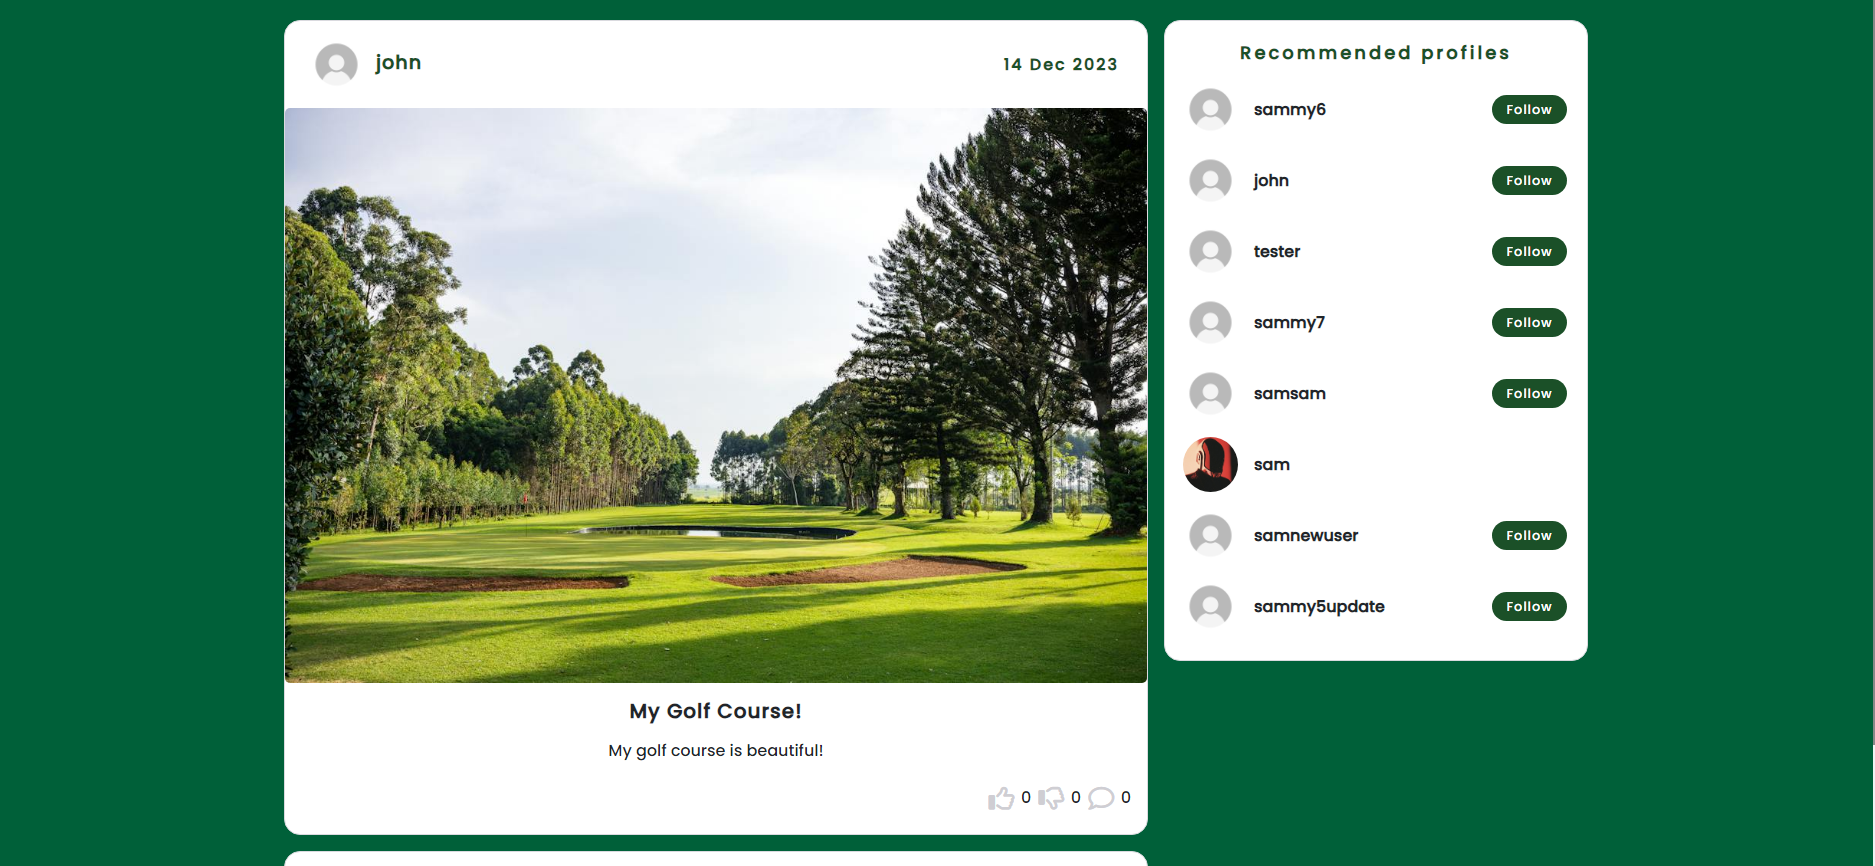 john
14 Dec 2023
My Golf Course!
My golf course is beautiful!
0 0 0
Recommended profiles
sammy6 Follow
john Follow
tester Follow
sammy7 Follow
samsam Follow
sam
samnewuser Follow
sammy5update Follow